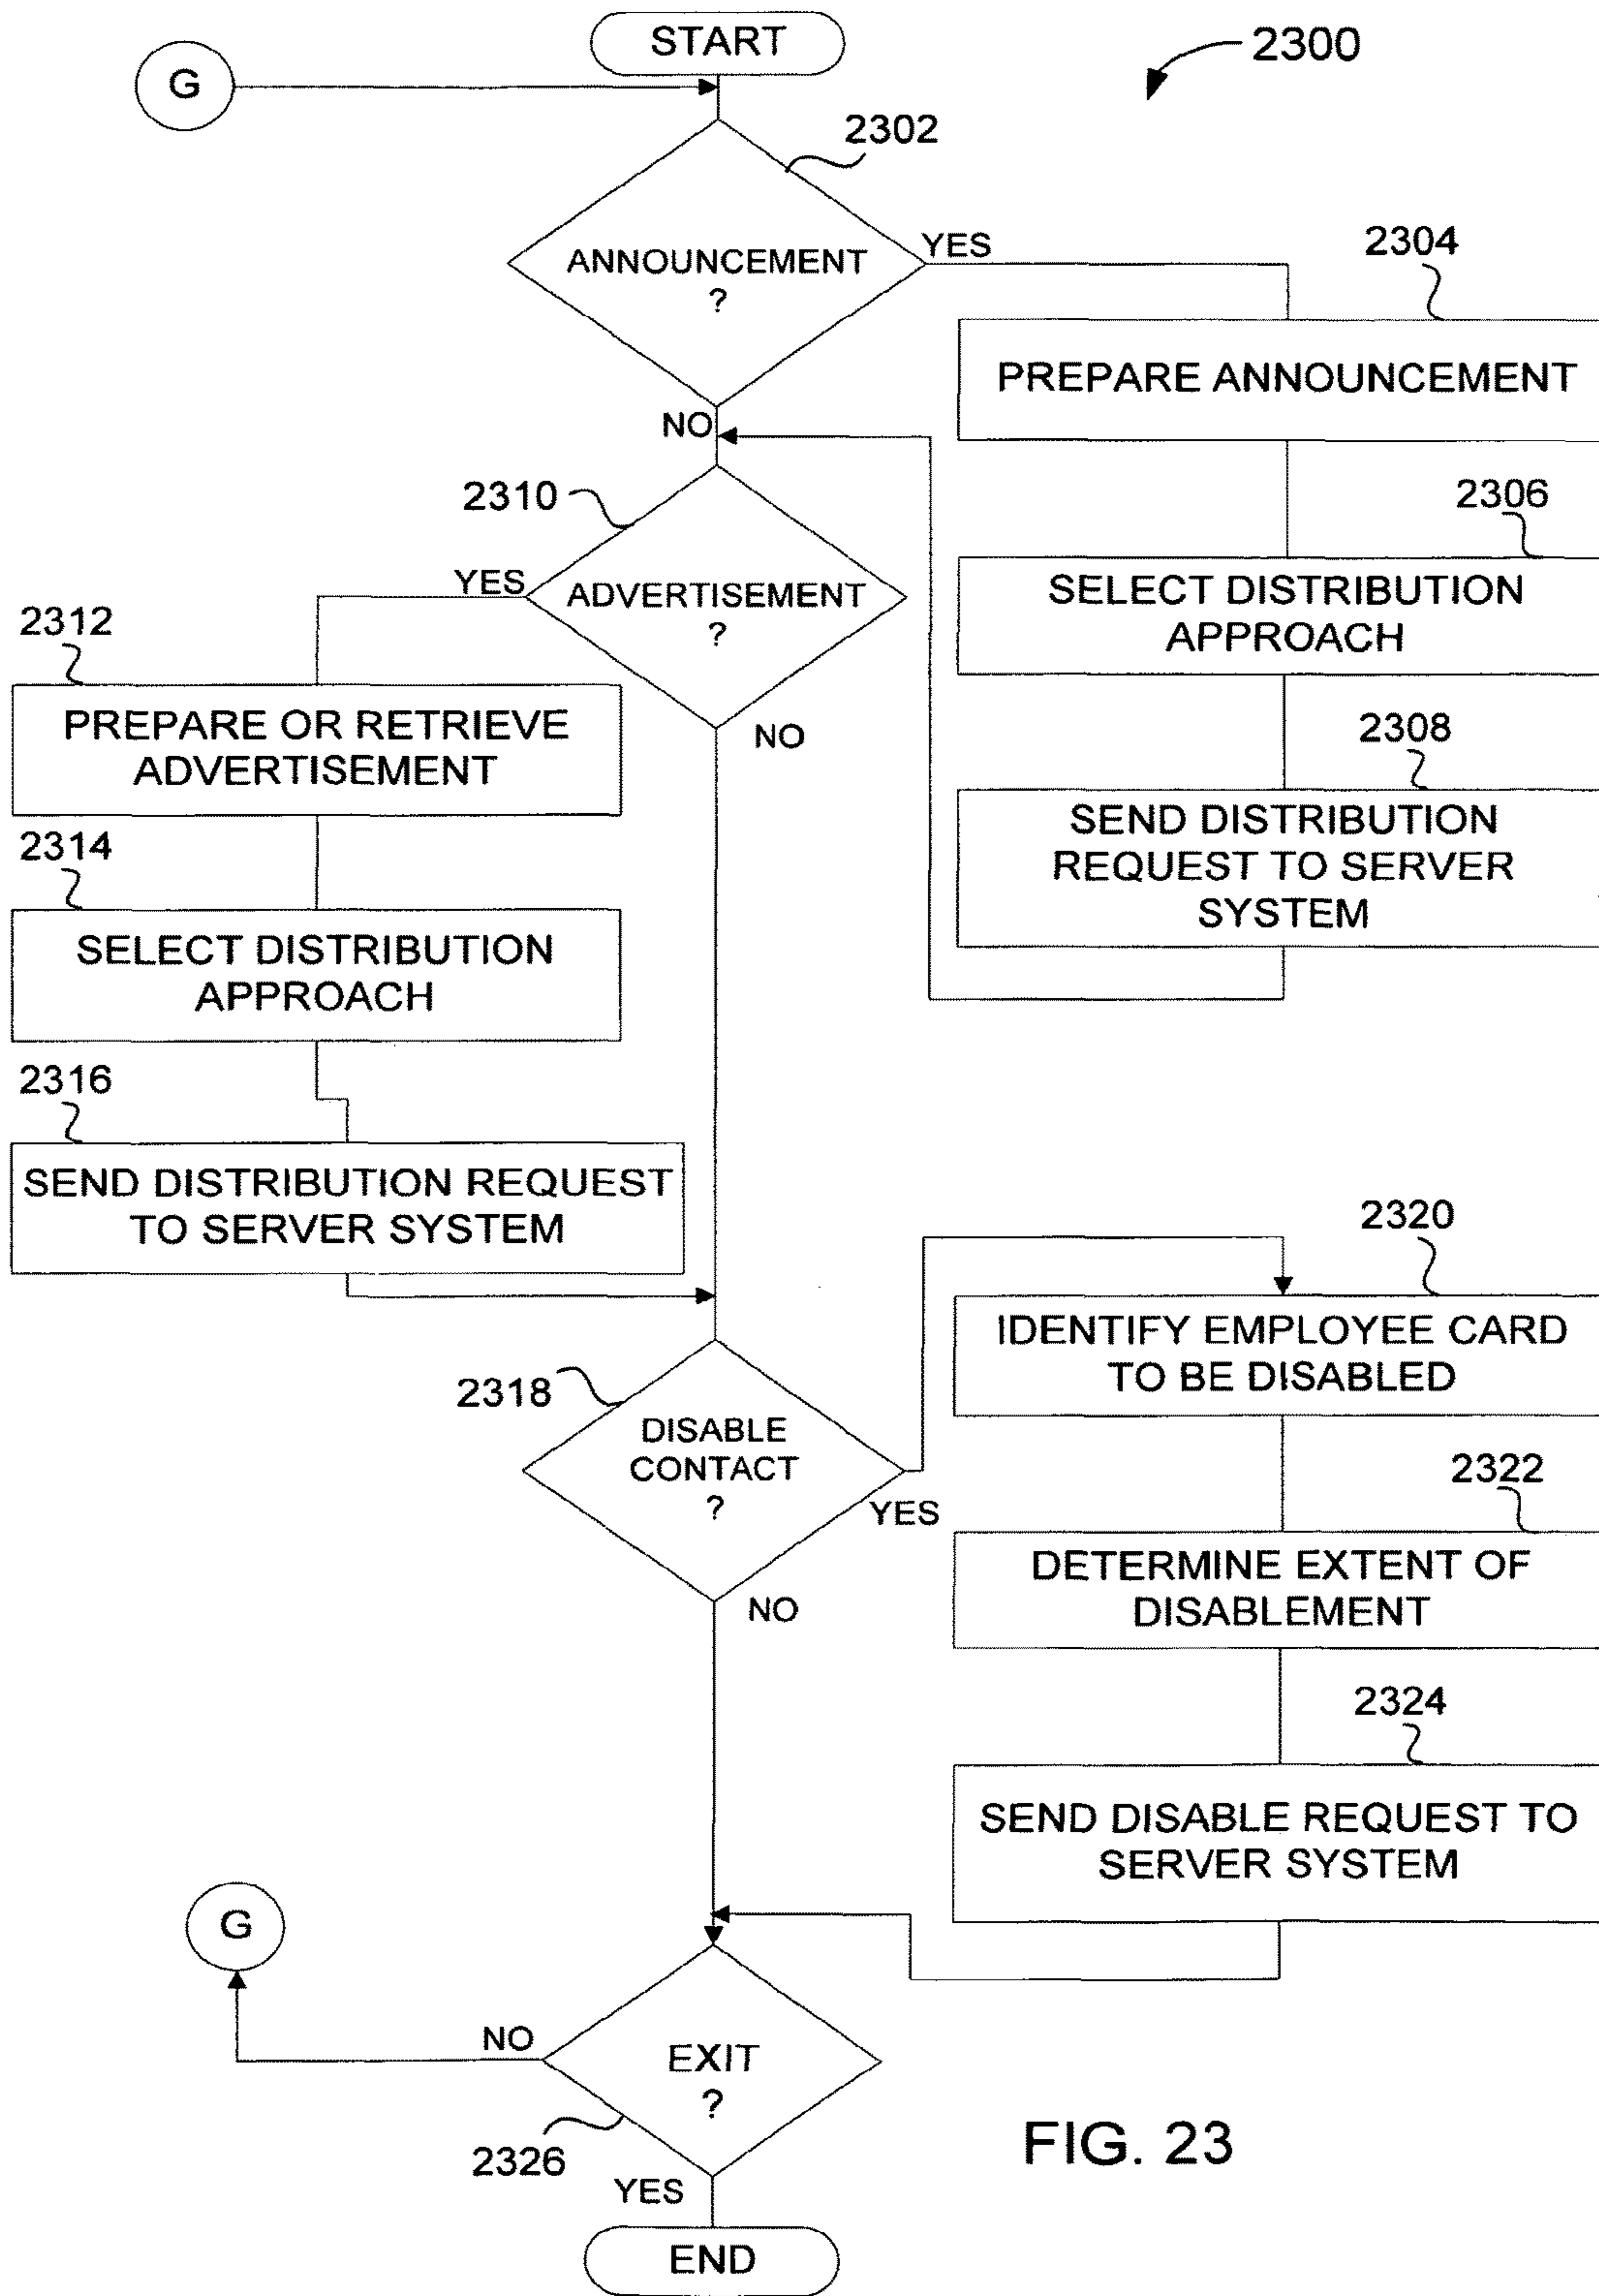 START
2300
G
2302
ANNOUNCEMENT
?
YES
NO
2304
PREPARE ANNOUNCEMENT
2306
SELECT DISTRIBUTION
APPROACH
2308
SEND DISTRIBUTION
REQUEST TO SERVER
SYSTEM
2310
ADVERTISEMENT
?
YES
NO
2312
PREPARE OR RETRIEVE
ADVERTISEMENT
2314
SELECT DISTRIBUTION
APPROACH
2316
SEND DISTRIBUTION REQUEST
TO SERVER SYSTEM
2318
DISABLE
CONTACT
?
YES
NO
2320
IDENTIFY EMPLOYEE CARD
TO BE DISABLED
2322
DETERMINE EXTENT OF
DISABLEMENT
2324
SEND DISABLE REQUEST TO
SERVER SYSTEM
G
NO
EXIT
?
2326
YES
END
FIG. 23